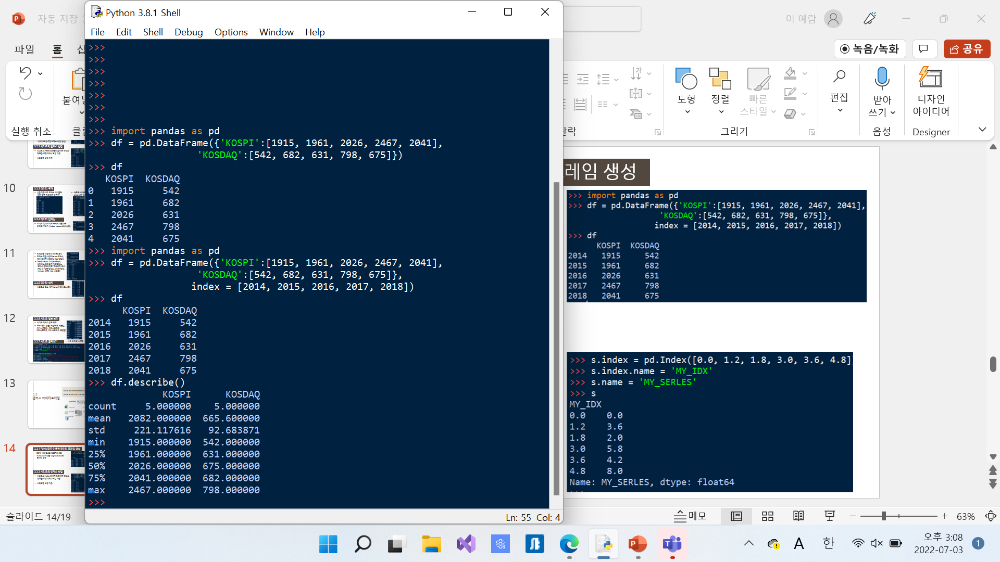 Python 3.8.1 Shell
File Edit Shell Debug Options Window Help
>>>
>>>
>>>
>>>
>>>
>>>
>>>
>>> import pandas as pd
>>> df = pd.DataFrame({'KOSPI':[1915, 1961, 2026, 2467, 2041],
'KOSDAQ':[542, 682, 631, 798, 675]})
>>> df
KOSPI KOSDAQ
0 1915 542
1 1961 682
2 2026 631
3 2467 798
4 2041 675
>>> import pandas as pd
>>> df = pd.DataFrame({'KOSPI':[1915, 1961, 2026, 2467, 2041],
'KOSDAQ':[542, 682, 631, 798, 675]},
index = [2014, 2015, 2016, 2017, 2018])
>>> df
KOSPI KOSDAQ
2014 1915 542
2015 1961 682
2016 2026 631
2017 2467 798
2018 2041 675
>>> df.describe()
KOSPI KOSDAQ
count 5.000000 5.000000
mean 2082.000000 665.600000
std 221.117616 92.683871
min 1915.000000 542.000000
25% 1961.000000 631.000000
50% 2026.000000 675.000000
75% 2041.000000 682.000000
max 2467.000000 798.000000
>>>
Ln: 55 Col: 4
자동 저장
이 예람
파일 홈 삽
녹음/녹화
공유
붙여넣
실행 취소
클립
단락
도형
정렬
빠른
스타일
그리기
편집
받아
쓰기
음성
디자인
아이디어
Designer
10
11
12
13
14
레임 생성
>>> import pandas as pd
>>> df = pd.DataFrame({'KOSPI':[1915, 1961, 2026, 2467, 2041],
'KOSDAQ':[542, 682, 631, 798, 675]},
index = [2014, 2015, 2016, 2017, 2018])
>>> df
KOSPI KOSDAQ
2014 1915 542
2015 1961 682
2016 2026 631
2017 2467 798
2018 2041 675
>>> s.index = pd.Index([0.0, 1.2, 1.8, 3.0, 3.6, 4.8]
>>> s.index.name = 'MY_IDX'
>>> s.name = 'MY_SERLES'
>>> s
MY_IDX
0.0 0.0
1.2 3.6
1.8 2.0
3.0 5.8
3.6 4.2
4.8 8.0
Name: MY_SERLES, dtype: float64
슬라이드 14/19
메모
63%
A 한
오후 3:08
2022-07-03
1